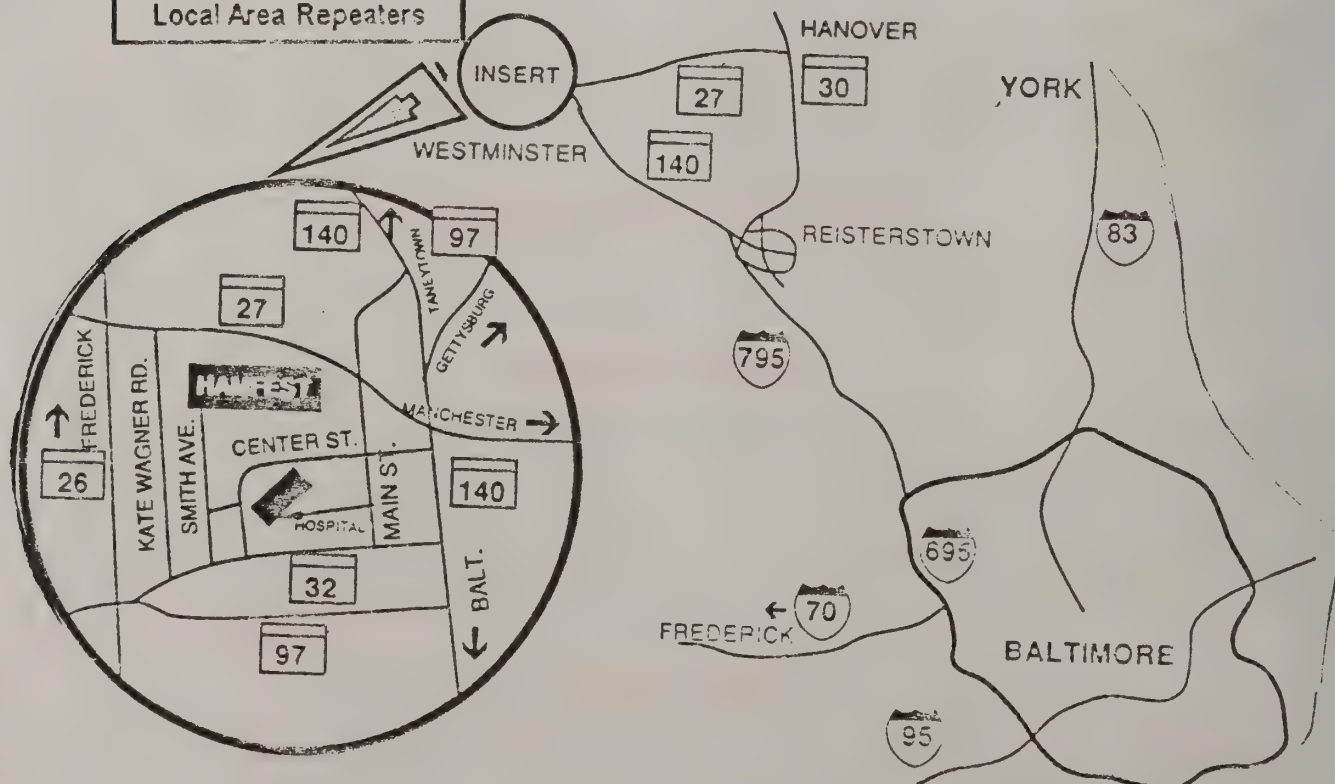 Local Area Repeaters
INSERT
HANOVER
27
30
YORK
140
WESTMINSTER
REISTERSTOWN
83
795
695
70
FREDERICK
BALTIMORE
95
140
97
TANEYTOWN
27
GETTYSBURG
FREDERICK
KATE WAGNER RD.
HAMFEST
MANCHESTER
SMITH AVE.
CENTER ST.
MAIN ST.
26
140
HOSPITAL
32
BALT.
97